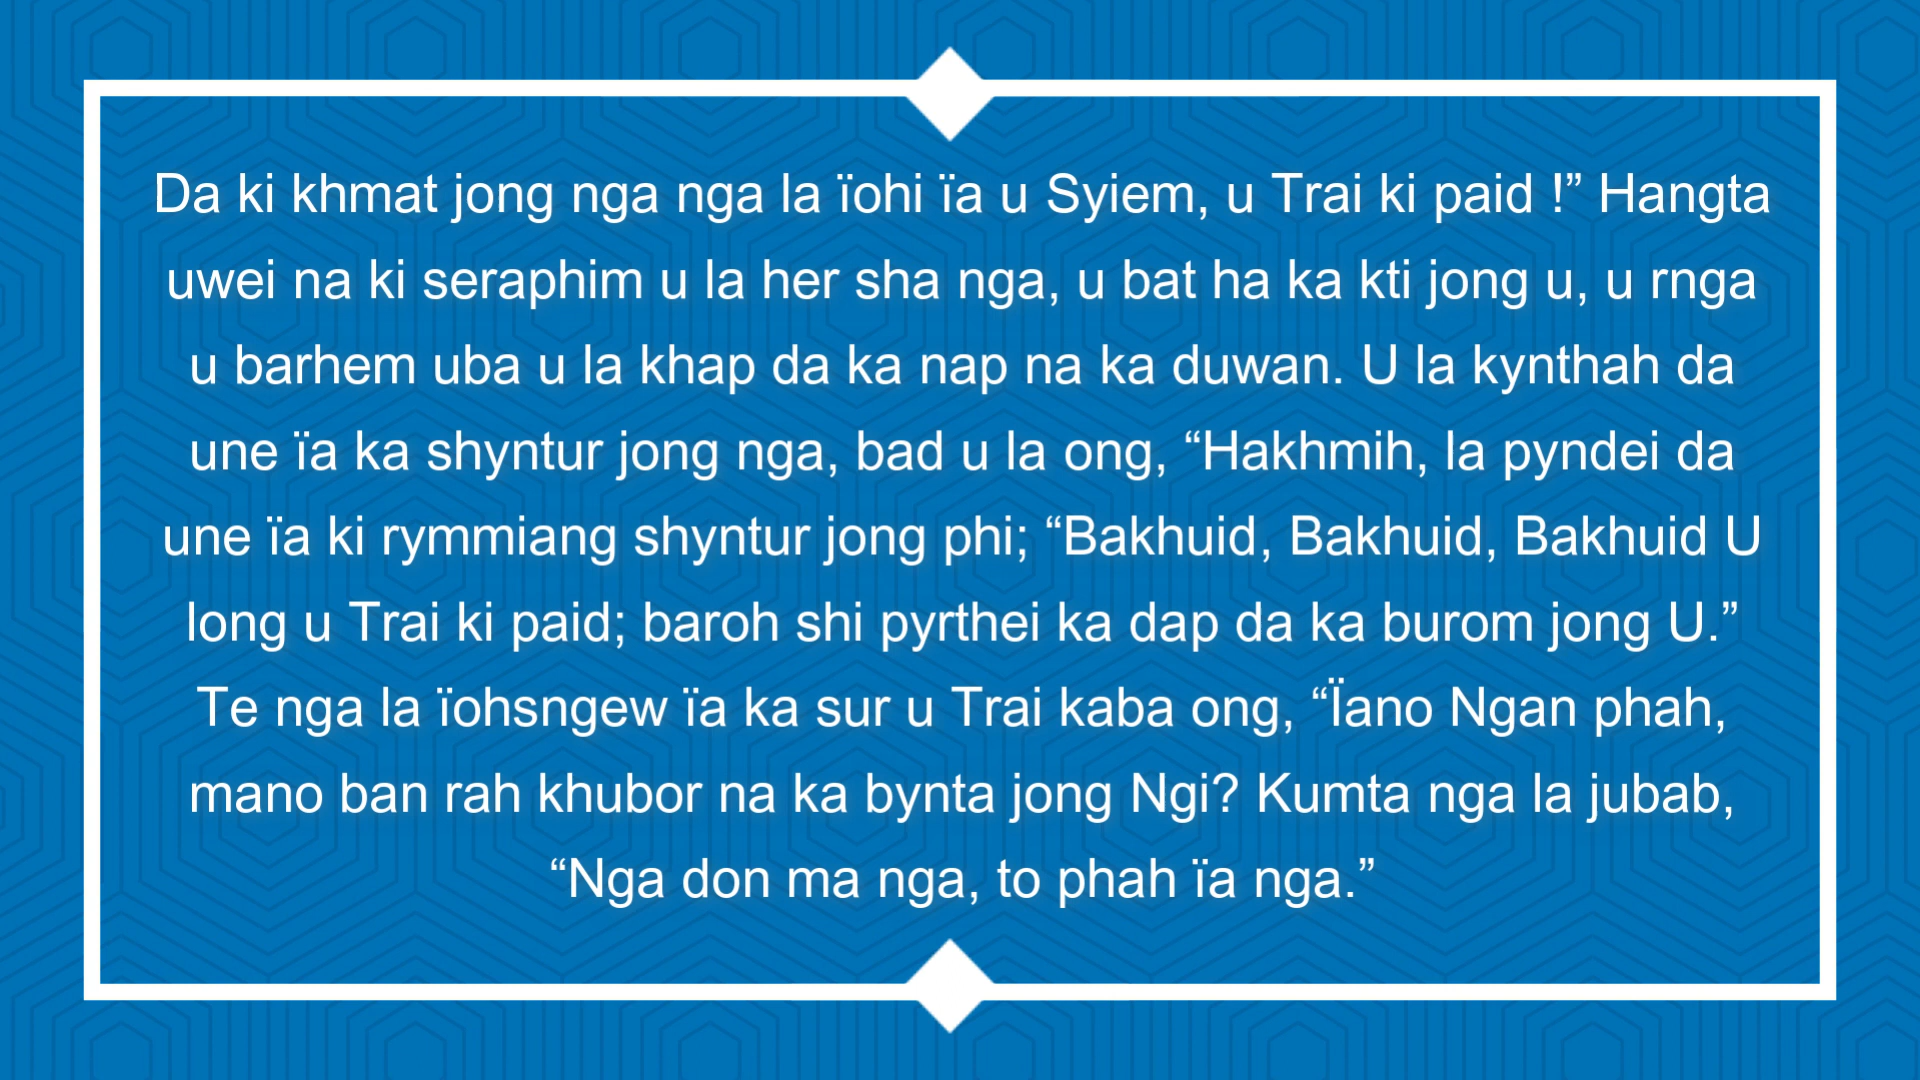 Da ki khmat jong nga nga la ïohi ïa u Syiem, u Trai ki paid !” Hangta
uwei na ki seraphim u la her sha nga, u bat ha ka kti jong u, u rnga
u barhem uba u la khap da ka nap na ka duwan. U la kynthah da
une ïa ka shyntur jong nga, bad u la ong, “Hakhmih, la pyndei da
une ïa ki rymmiang shyntur jong phi; “Bakhuid, Bakhuid, Bakhuid U
long u Trai ki paid; baroh shi pyrthei ka dap da ka burom jong U.”
Te nga la ïohsngew ïa ka sur u Trai kaba ong, “Ïano Ngan phah,
mano ban rah khubor na ka bynta jong Ngi? Kumta nga la jubab,
“Nga don ma nga, to phah ïa nga.”